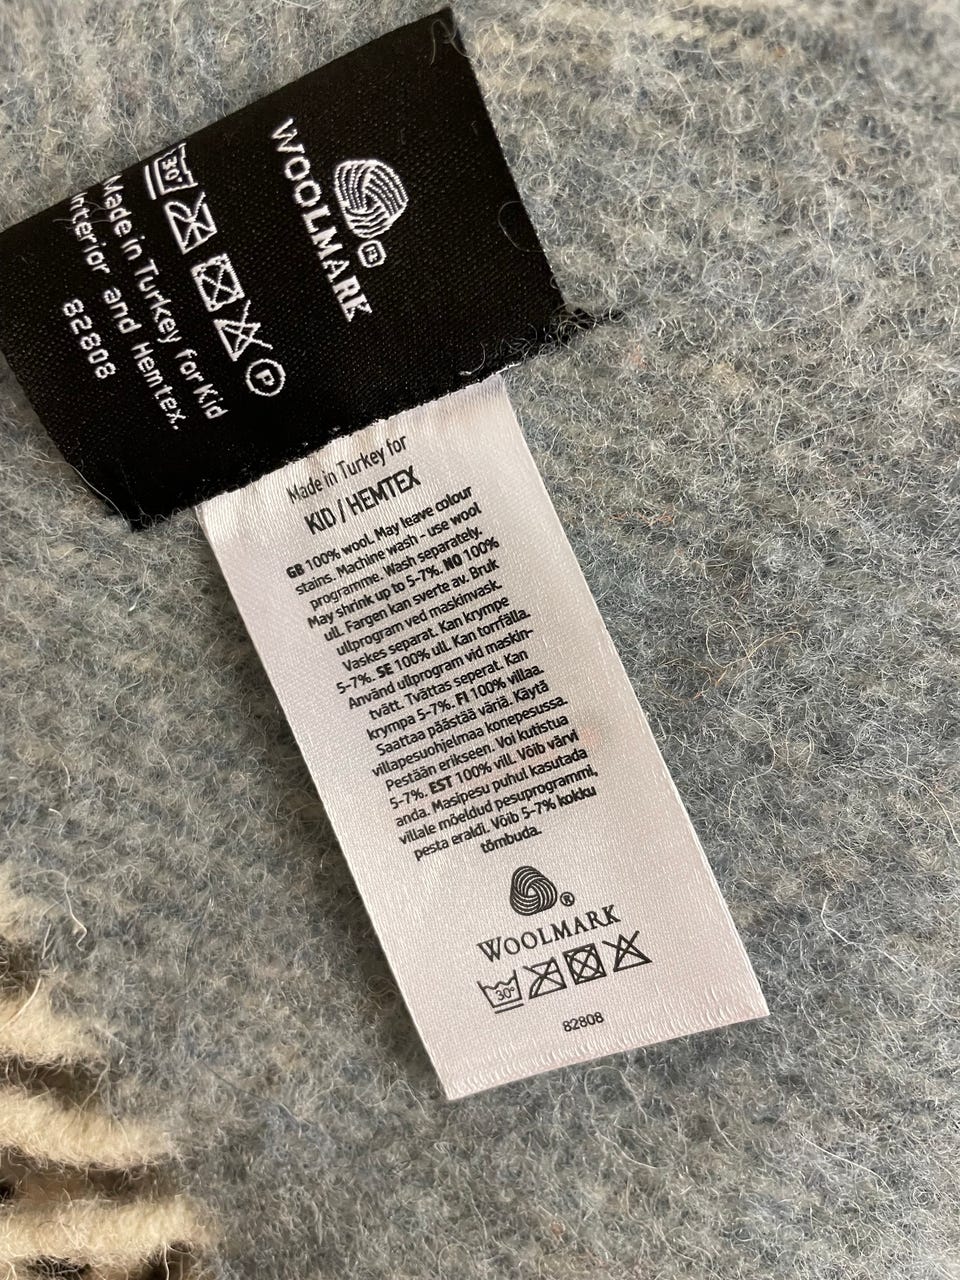 WOOLMARK
30°
P
Made in Turkey for Kid
Interior and Hemtex.
82808
Made in Turkey for
KID / HEMTEX
GB 100% wool. May leave colour
stains. Machine wash - use wool
programme. Wash separately.
May shrink up to 5-7%. NO 100%
ull. Fargen kan sverte av. Bruk
ullprogram ved maskinvask.
Vaskes separat. Kan krympe
5-7%. SE 100% ull. Kan torrfälla.
Använd ullprogram vid maskin-
tvätt. Tvättas seperat. Kan
krympa 5-7%. FI 100% villaa.
Saattaa päästää väriä. Käytä
villapesuohjelmaa konepesussa.
Pestään erikseen. Voi kutistua
5-7%. EST 100% vill. Võib värvi
anda. Masipesu puhul kasutada
villale mõeldud pesuprogrammi,
pesta eraldi. Võib 5-7% kokku
tõmbuda.
®
WOOLMARK
30°
82808